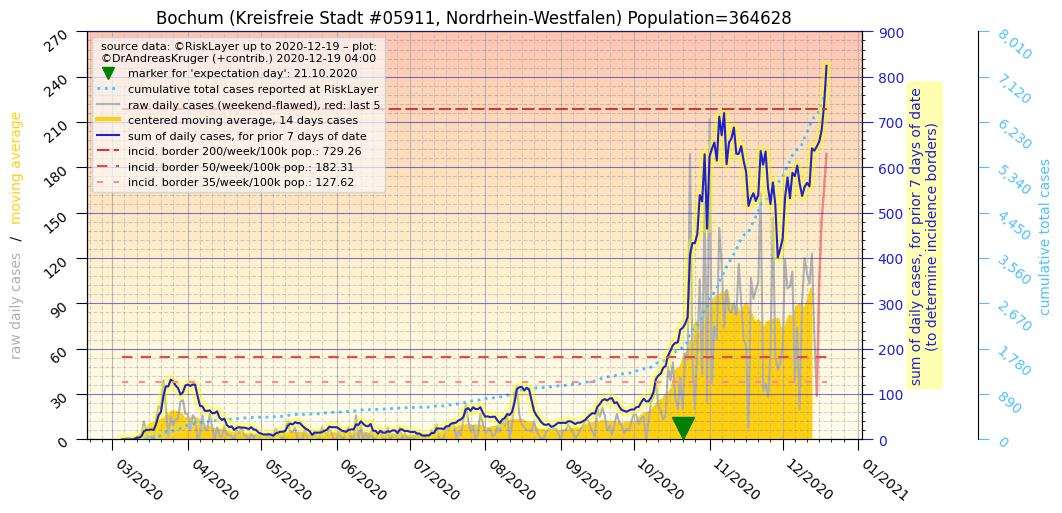 Bochum (Kreisfreie Stadt #05911, Nordrhein-Westfalen) Population=364628
source data: ©RiskLayer up to 2020-12-19 – plot:
©DrAndreasKruger (+contrib.) 2020-12-19 04:00
marker for 'expectation day': 21.10.2020
cumulative total cases reported at RiskLayer
raw daily cases (weekend-flawed), red: last 5
centered moving average, 14 days cases
sum of daily cases, for prior 7 days of date
incid. border 200/week/100k pop.: 729.26
incid. border 50/week/100k pop.: 182.31
incid. border 35/week/100k pop.: 127.62
raw daily cases / moving average
270
240
210
180
150
120
90
60
30
0
03/2020
04/2020
05/2020
06/2020
07/2020
08/2020
09/2020
10/2020
11/2020
12/2020
01/2021
900
800
700
600
500
400
300
200
100
0
sum of daily cases, for prior 7 days of date
(to determine incidence borders)
8,010
7,120
6,230
5,340
4,450
3,560
2,670
1,780
890
0
cumulative total cases